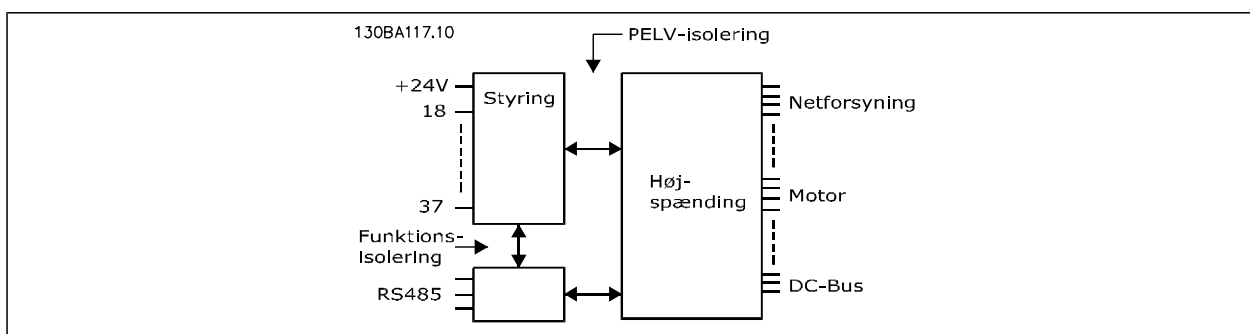 130BA117.10
PELV-isolering
+24V
18
37
Styring
Høj-
spænding
Netforsyning
Motor
DC-Bus
Funktions-
isolering
RS485